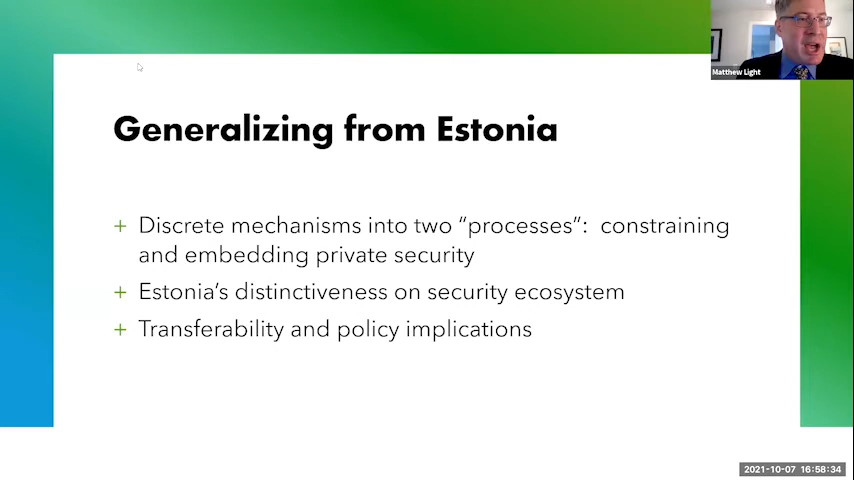 Matthew Light
Generalizing from Estonia
+ Discrete mechanisms into two “processes”: constraining
and embedding private security
+ Estonia’s distinctiveness on security ecosystem
+ Transferability and policy implications
2021-10-07 16:58:34